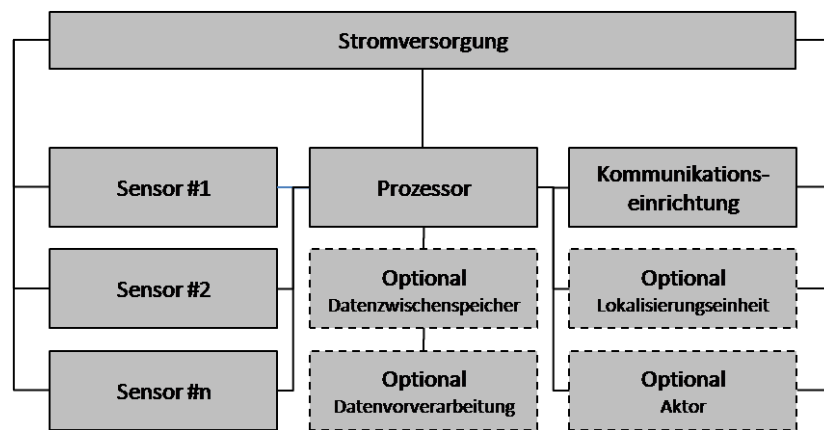 Stromversorgung
Sensor #1
Prozessor
Kommunikations-
einrichtung
Sensor #2
Optional
Datenzwischenspeicher
Optional
Lokalisierungseinheit
Sensor #n
Optional
Datenvorverarbeitung
Optional
Aktor